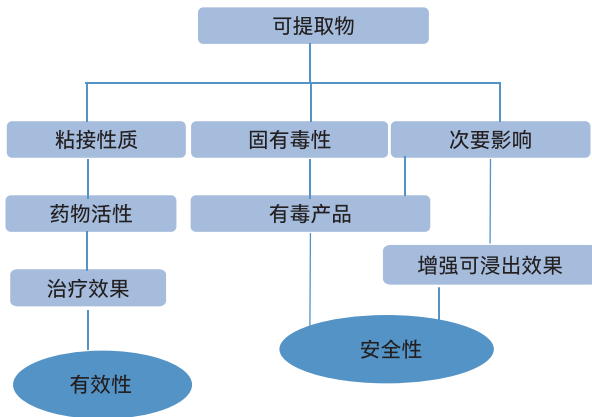 可提取物
粘接性质
固有毒性
次要影响
药物活性
有毒产品
增强可浸出效果
治疗效果
安全性
有效性